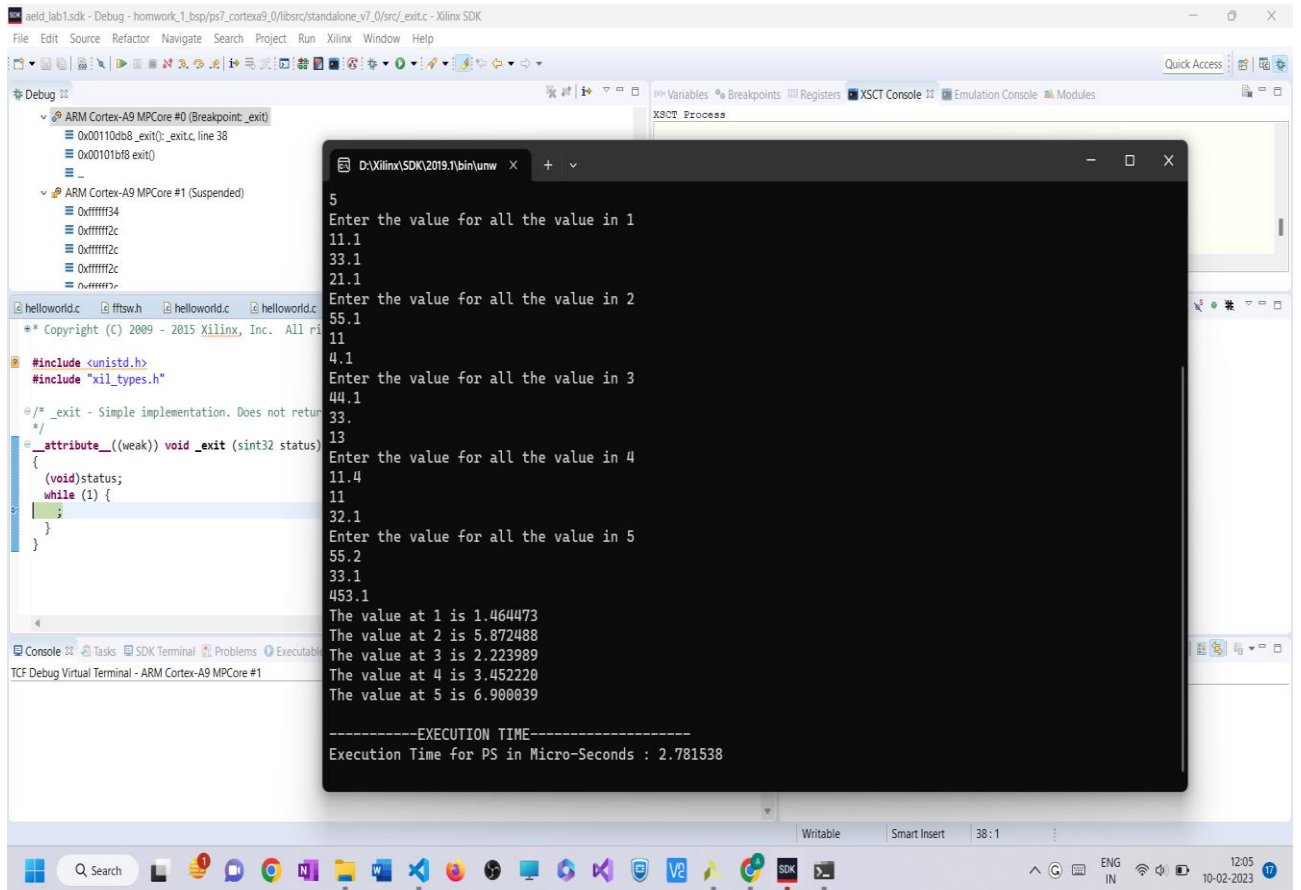 aeld_lab1.sdk - Debug - homwork_1_bsp/ps7_cortexa9_0/libsrc/standalone_v7_0/src/_exit.c - Xilinx SDK
File Edit Source Refactor Navigate Search Project Run Xilinx Window Help
Quick Access
Debug
Variables Breakpoints Registers XSCT Console Emulation Console Modules
XSCT Process
ARM Cortex-A9 MPCore #0 (Breakpoint: _exit)
0x00110db8 _exit(): _exit.c, line 38
0x00101bf8 exit()
ARM Cortex-A9 MPCore #1 (Suspended)
0xffffff34
0xffffff2c
0xffffff2c
0xffffff2c
0xffffff2c
helloworld.c fftsw.h helloworld.c helloworld.c
* Copyright (C) 2009 - 2015 Xilinx, Inc. All ri
#include <unistd.h>
#include "xil_types.h"
/* _exit - Simple implementation. Does not retur
*/
__attribute__((weak)) void _exit (sint32 status)
{
(void)status;
while (1) {
;
}
}
Console Tasks SDK Terminal Problems Executabl
TCF Debug Virtual Terminal - ARM Cortex-A9 MPCore #1
D:\Xilinx\SDK\2019.1\bin\unw
5
Enter the value for all the value in 1
11.1
33.1
21.1
Enter the value for all the value in 2
55.1
11
4.1
Enter the value for all the value in 3
44.1
33.
13
Enter the value for all the value in 4
11.4
11
32.1
Enter the value for all the value in 5
55.2
33.1
453.1
The value at 1 is 1.464473
The value at 2 is 5.872488
The value at 3 is 2.223989
The value at 4 is 3.452220
The value at 5 is 6.900039
-----------EXECUTION TIME--------------------
Execution Time for PS in Micro-Seconds : 2.781538
Writable Smart Insert 38 : 1
Search
ENG
IN
12:05
10-02-2023
17